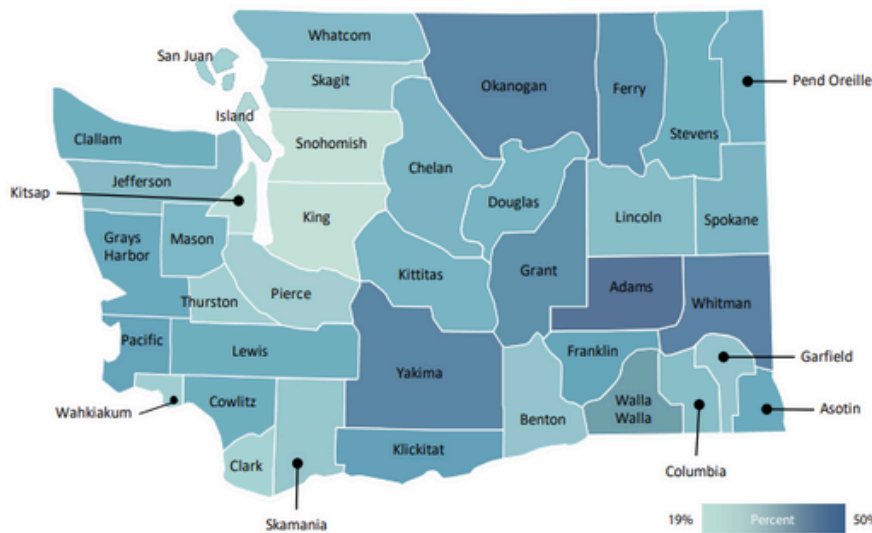 Whatcom
San Juan
Skagit
Okanogan
Ferry
Pend Oreille
Island
Stevens
Clallam
Snohomish
Chelan
Jefferson
Kitsap
Douglas
King
Lincoln
Spokane
Grays
Harbor
Mason
Kittitas
Grant
Adams
Whitman
Thurston
Pierce
Pacific
Lewis
Franklin
Garfield
Yakima
Wahkiakum
Cowlitz
Walla
Walla
Benton
Asotin
Klickitat
Clark
Columbia
Skamania
19% Percent 50%